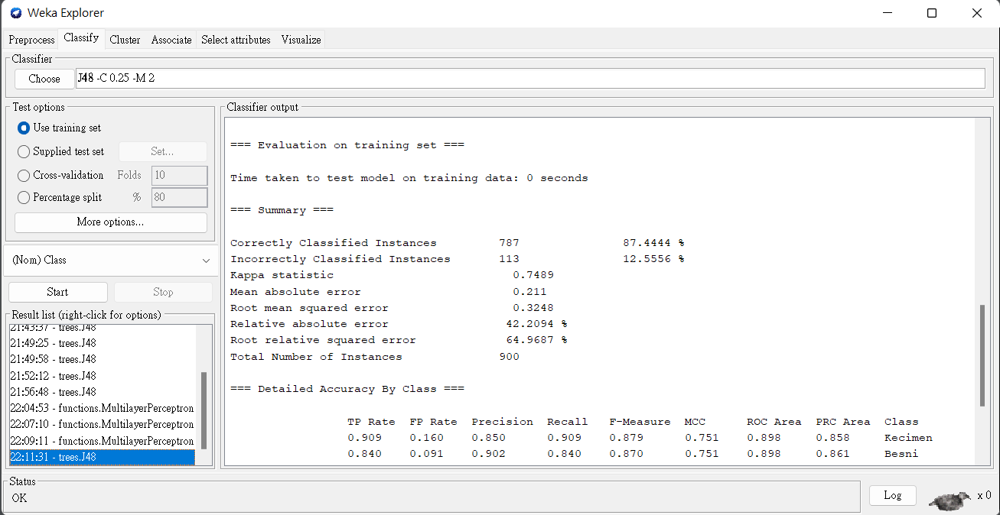 Weka Explorer
Preprocess Classify Cluster Associate Select attributes Visualize
Classifier
Choose J48 -C 0.25 -M 2
Test options
Use training set
Supplied test set Set...
Cross-validation Folds 10
Percentage split % 80
More options...
(Nom) Class
Start Stop
Result list (right-click for options)
21:43:37 - trees.J48
21:49:25 - trees.J48
21:49:58 - trees.J48
21:52:12 - trees.J48
21:56:48 - trees.J48
22:04:53 - functions.MultilayerPerceptron
22:07:10 - functions.MultilayerPerceptron
22:09:11 - functions.MultilayerPerceptron
22:11:31 - trees.J48
Classifier output
=== Evaluation on training set ===
Time taken to test model on training data: 0 seconds
=== Summary ===
Correctly Classified Instances 787 87.4444 %
Incorrectly Classified Instances 113 12.5556 %
Kappa statistic 0.7489
Mean absolute error 0.211
Root mean squared error 0.3248
Relative absolute error 42.2094 %
Root relative squared error 64.9687 %
Total Number of Instances 900
=== Detailed Accuracy By Class ===
TP Rate FP Rate Precision Recall F-Measure MCC ROC Area PRC Area Class
0.909 0.160 0.850 0.909 0.879 0.751 0.898 0.858 Kecimen
0.840 0.091 0.902 0.840 0.870 0.751 0.898 0.861 Besni
Status
OK
Log x 0